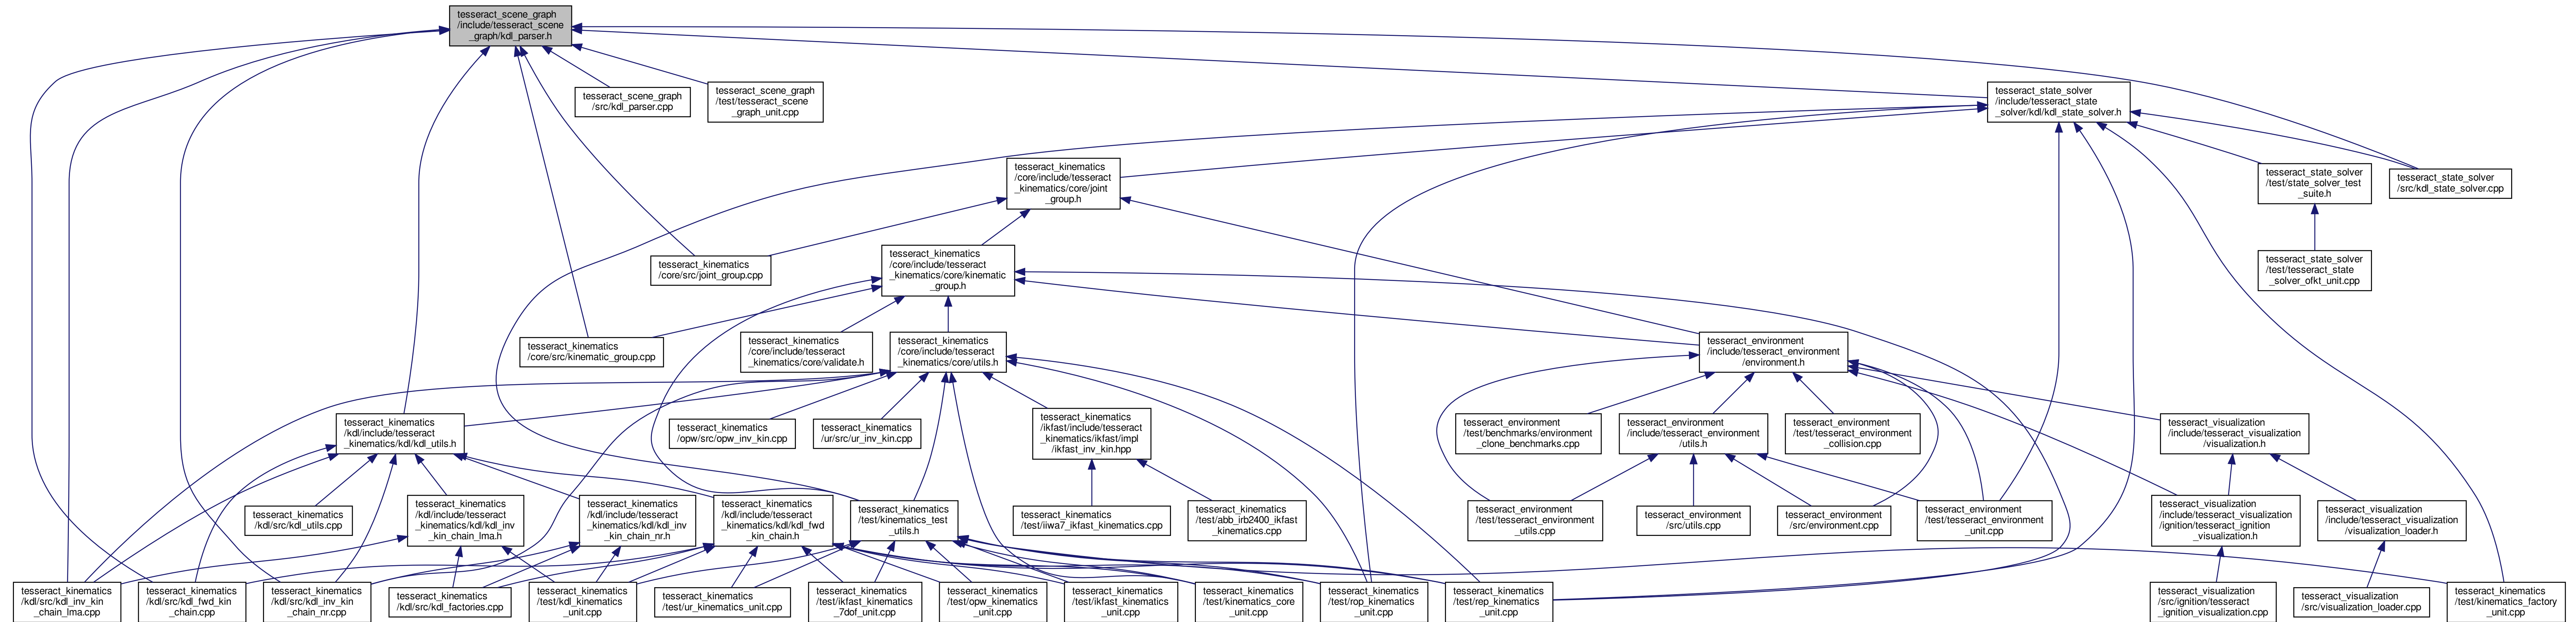 tesseract_scene_graph
/include/tesseract_scene
_graph/kdl_parser.h
tesseract_scene_graph
/src/kdl_parser.cpp
tesseract_scene_graph
/test/tesseract_scene
_graph_unit.cpp
tesseract_state_solver
/include/tesseract_state
_solver/kdl/kdl_state_solver.h
tesseract_kinematics
/core/include/tesseract
_kinematics/core/joint
_group.h
tesseract_state_solver
/test/state_solver_test
_suite.h
tesseract_state_solver
/src/kdl_state_solver.cpp
tesseract_kinematics
/core/src/joint_group.cpp
tesseract_kinematics
/core/include/tesseract
_kinematics/core/kinematic
_group.h
tesseract_state_solver
/test/tesseract_state
_solver_ofkt_unit.cpp
tesseract_kinematics
/core/src/kinematic_group.cpp
tesseract_kinematics
/core/include/tesseract
_kinematics/core/validate.h
tesseract_kinematics
/core/include/tesseract
_kinematics/core/utils.h
tesseract_environment
/include/tesseract_environment
/environment.h
tesseract_kinematics
/kdl/include/tesseract
_kinematics/kdl/kdl_utils.h
tesseract_kinematics
/opw/src/opw_inv_kin.cpp
tesseract_kinematics
/ur/src/ur_inv_kin.cpp
tesseract_kinematics
/ikfast/include/tesseract
_kinematics/ikfast/impl
/ikfast_inv_kin.hpp
tesseract_environment
/test/benchmarks/environment
_clone_benchmarks.cpp
tesseract_environment
/include/tesseract_environment
/utils.h
tesseract_environment
/test/tesseract_environment
_collision.cpp
tesseract_visualization
/include/tesseract_visualization
/visualization.h
tesseract_kinematics
/kdl/src/kdl_utils.cpp
tesseract_kinematics
/kdl/include/tesseract
_kinematics/kdl/kdl_inv
_kin_chain_lma.h
tesseract_kinematics
/kdl/include/tesseract
_kinematics/kdl/kdl_inv
_kin_chain_nr.h
tesseract_kinematics
/kdl/include/tesseract
_kinematics/kdl/kdl_fwd
_kin_chain.h
tesseract_kinematics
/test/kinematics_test
_utils.h
tesseract_kinematics
/test/iiwa7_ikfast_kinematics.cpp
tesseract_kinematics
/test/abb_irb2400_ikfast
_kinematics.cpp
tesseract_environment
/test/tesseract_environment
_utils.cpp
tesseract_environment
/src/utils.cpp
tesseract_environment
/src/environment.cpp
tesseract_environment
/test/tesseract_environment
_unit.cpp
tesseract_visualization
/include/tesseract_visualization
/ignition/tesseract_ignition
_visualization.h
tesseract_visualization
/include/tesseract_visualization
/visualization_loader.h
tesseract_kinematics
/kdl/src/kdl_inv_kin
_chain_lma.cpp
tesseract_kinematics
/kdl/src/kdl_fwd_kin
_chain.cpp
tesseract_kinematics
/kdl/src/kdl_inv_kin
_chain_nr.cpp
tesseract_kinematics
/kdl/src/kdl_factories.cpp
tesseract_kinematics
/test/kdl_kinematics
_unit.cpp
tesseract_kinematics
/test/ur_kinematics_unit.cpp
tesseract_kinematics
/test/ikfast_kinematics
_7dof_unit.cpp
tesseract_kinematics
/test/opw_kinematics
_unit.cpp
tesseract_kinematics
/test/ikfast_kinematics
_unit.cpp
tesseract_kinematics
/test/kinematics_core
_unit.cpp
tesseract_kinematics
/test/rop_kinematics
_unit.cpp
tesseract_kinematics
/test/rep_kinematics
_unit.cpp
tesseract_visualization
/src/ignition/tesseract
_ignition_visualization.cpp
tesseract_visualization
/src/visualization_loader.cpp
tesseract_kinematics
/test/kinematics_factory
_unit.cpp